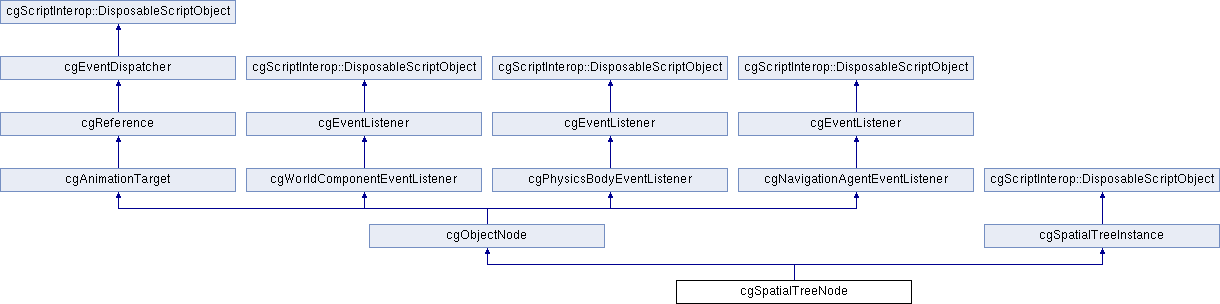 cgScriptInterop::DisposableScriptObject
cgEventDispatcher
cgScriptInterop::DisposableScriptObject
cgScriptInterop::DisposableScriptObject
cgScriptInterop::DisposableScriptObject
cgReference
cgEventListener
cgEventListener
cgEventListener
cgAnimationTarget
cgWorldComponentEventListener
cgPhysicsBodyEventListener
cgNavigationAgentEventListener
cgScriptInterop::DisposableScriptObject
cgObjectNode
cgSpatialTreeInstance
cgSpatialTreeNode